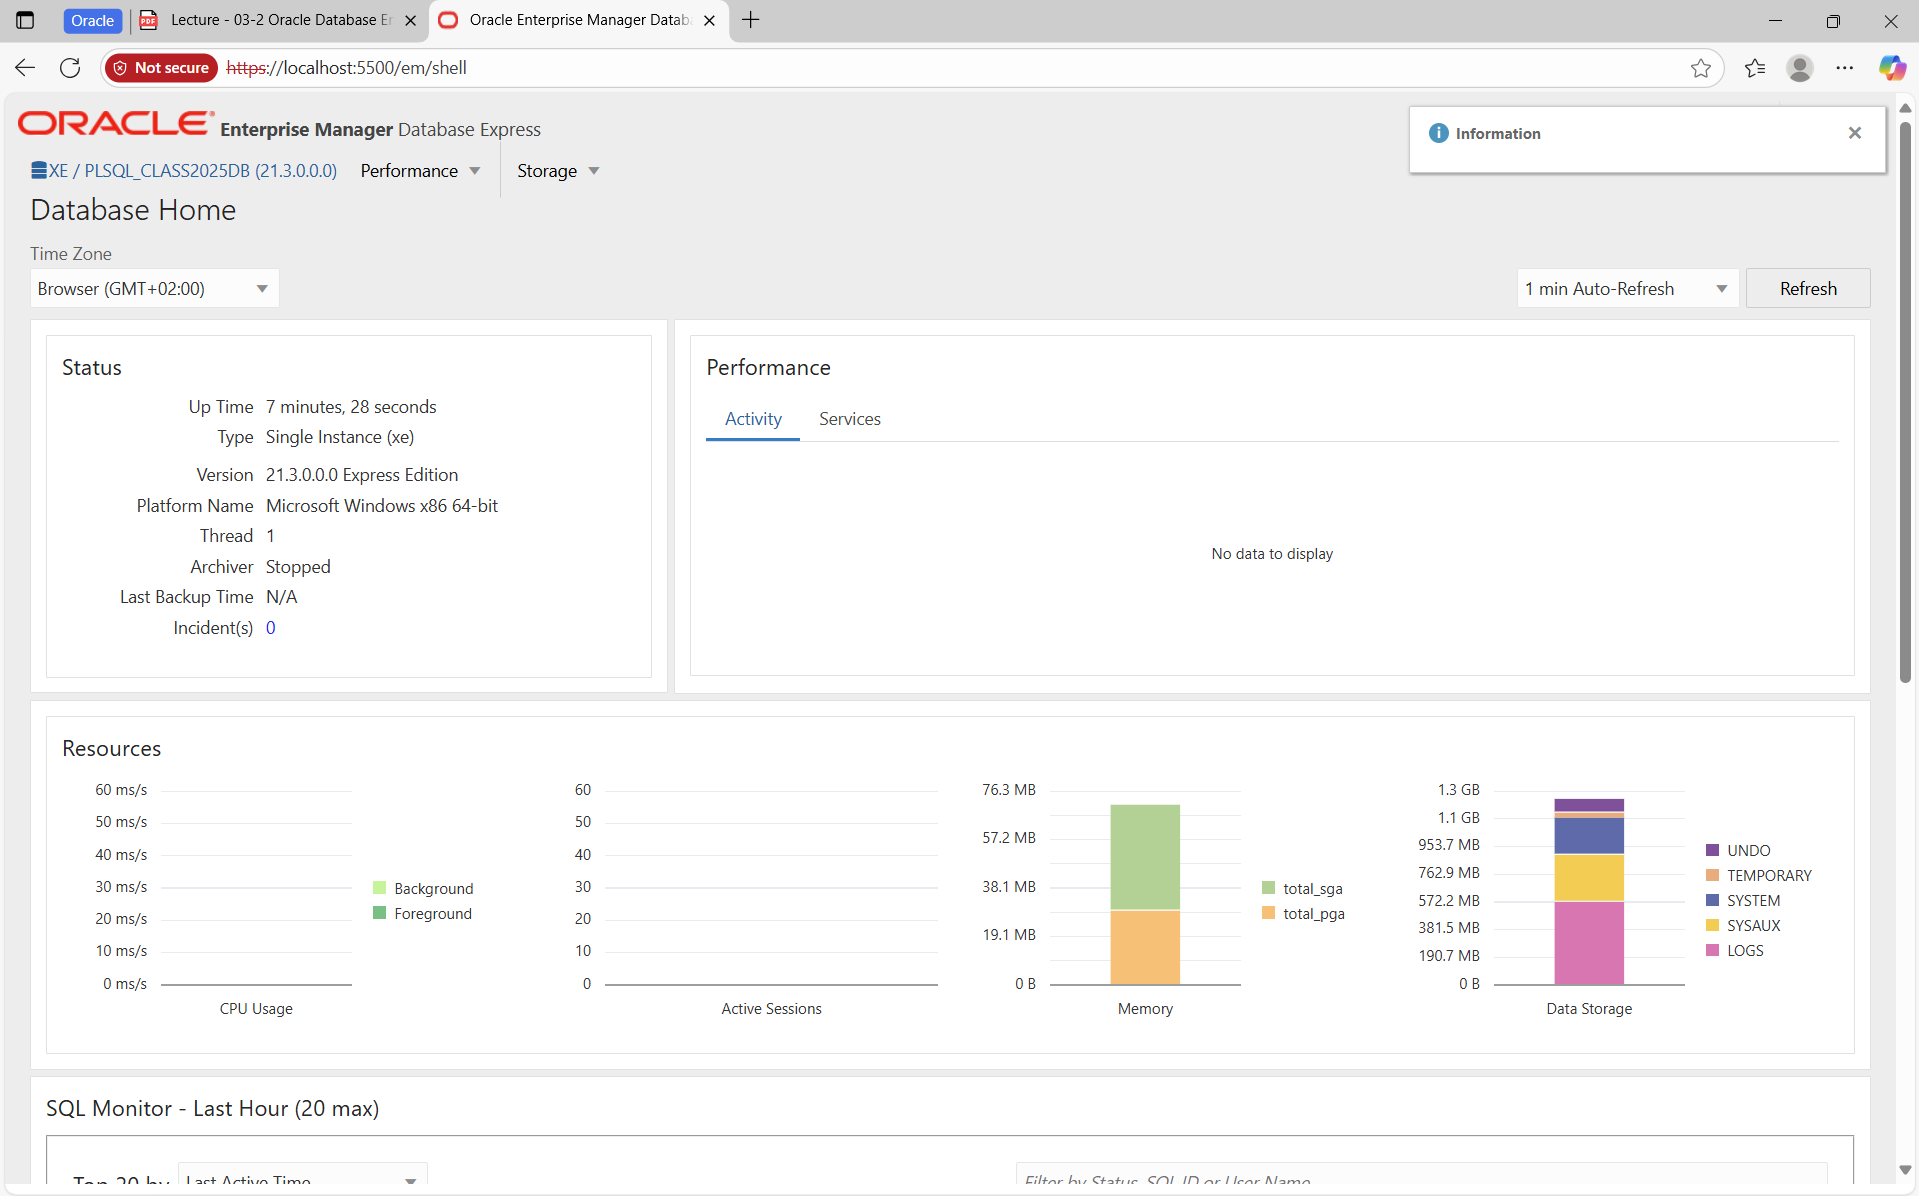 Oracle
Lecture - 03-2 Oracle Database Er
Oracle Enterprise Manager Datab
Not secure
https://localhost:5500/em/shell
ORACLE Enterprise Manager Database Express
Information
XE / PLSQL_CLASS2025DB (21.3.0.0.0)
Performance
Storage
Database Home
Time Zone
Browser (GMT+02:00)
1 min Auto-Refresh
Refresh
Status
Up Time 7 minutes, 28 seconds
Type Single Instance (xe)
Version 21.3.0.0.0 Express Edition
Platform Name Microsoft Windows x86 64-bit
Thread 1
Archiver Stopped
Last Backup Time N/A
Incident(s) 0
Performance
Activity Services
No data to display
Resources
60 ms/s
50 ms/s
40 ms/s
30 ms/s
20 ms/s
10 ms/s
0 ms/s
CPU Usage
Background
Foreground
60
50
40
30
20
10
0
Active Sessions
76.3 MB
57.2 MB
38.1 MB
19.1 MB
0 B
Memory
total_sga
total_pga
1.3 GB
1.1 GB
953.7 MB
762.9 MB
572.2 MB
381.5 MB
190.7 MB
0 B
Data Storage
UNDO
TEMPORARY
SYSTEM
SYSAUX
LOGS
SQL Monitor - Last Hour (20 max)
Top 20 by Last Active Time
Filter by Status, SQL ID or User Name